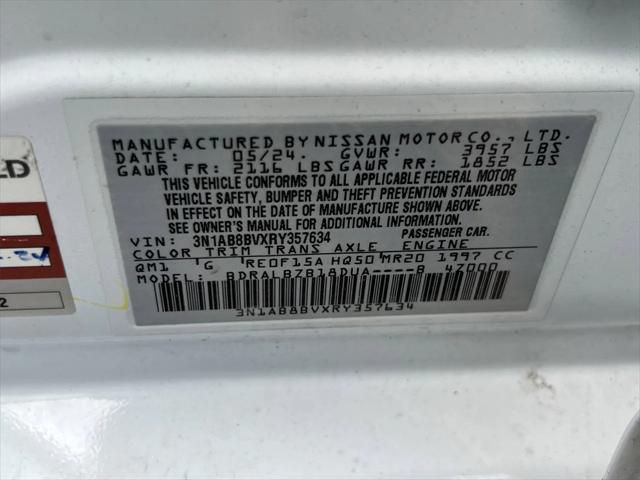 MANUFACTURED BY NISSAN MOTOR CO., LTD.
DATE: 05/24. GVWR: 3957 LBS
GAWR FR: 2116 LBS GAWR RR: 1852 LBS
THIS VEHICLE CONFORMS TO ALL APPLICABLE FEDERAL MOTOR
VEHICLE SAFETY, BUMPER AND THEFT PREVENTION STANDARDS
IN EFFECT ON THE DATE OF MANUFACTURE SHOWN ABOVE.
SEE OWNER'S MANUAL FOR ADDITIONAL INFORMATION.
VIN: 3N1AB8BVXRY357634 PASSENGER CAR.
COLOR TRIM TRANS AXLE ENGINE
QM1 'G 'RE0F15A HQ50'MR20 1997 CC
MODEL: BDRALBZB18DUA----B 47000
3N1AB8BVXRY357634